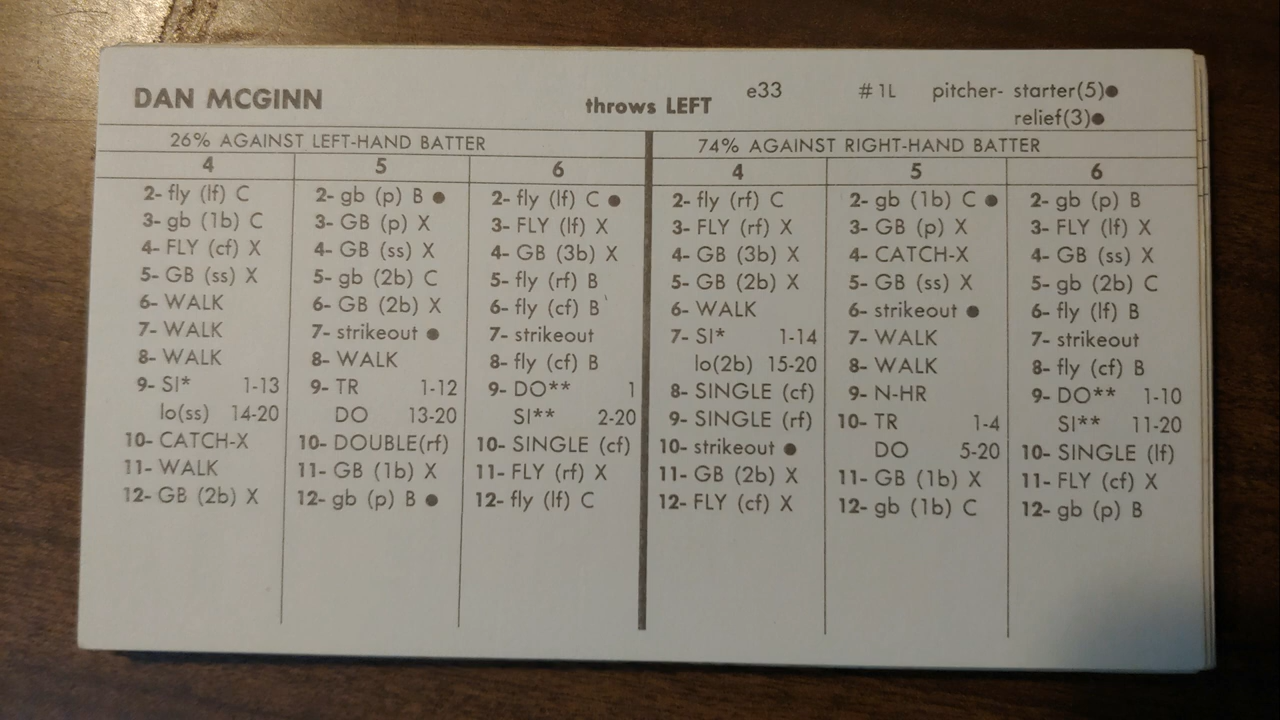 DAN MCGINN throws LEFT e33 #1L pitcher- starter(5)●
relief(3)●
26% AGAINST LEFT-HAND BATTER
4
2- fly (lf) C
3- gb (1b) C
4- FLY (cf) X
5- GB (ss) X
6- WALK
7- WALK
8- WALK
9- SI* 1-13
lo(ss) 14-20
10- CATCH-X
11- WALK
12- GB (2b) X
5
2- gb (p) B ●
3- GB (p) X
4- GB (ss) X
5- gb (2b) C
6- GB (2b) X
7- strikeout ●
8- WALK
9- TR 1-12
DO 13-20
10- DOUBLE(rf)
11- GB (1b) X
12- gb (p) B ●
6
2- fly (lf) C ●
3- FLY (lf) X
4- GB (3b) X
5- fly (rf) B
6- fly (cf) B
7- strikeout
8- fly (cf) B
9- DO** 1
SI** 2-20
10- SINGLE (cf)
11- FLY (rf) X
12- fly (lf) C
74% AGAINST RIGHT-HAND BATTER
4
2- fly (rf) C
3- FLY (rf) X
4- GB (3b) X
5- GB (2b) X
6- WALK
7- SI* 1-14
lo(2b) 15-20
8- SINGLE (cf)
9- SINGLE (rf)
10- strikeout ●
11- GB (2b) X
12- FLY (cf) X
5
2- gb (1b) C ●
3- GB (p) X
4- CATCH-X
5- GB (ss) X
6- strikeout ●
7- WALK
8- WALK
9- N-HR
10- TR 1-4
DO 5-20
11- GB (1b) X
12- gb (1b) C
6
2- gb (p) B
3- FLY (lf) X
4- GB (ss) X
5- gb (2b) C
6- fly (lf) B
7- strikeout
8- fly (cf) B
9- DO** 1-10
SI** 11-20
10- SINGLE (lf)
11- FLY (cf) X
12- gb (p) B